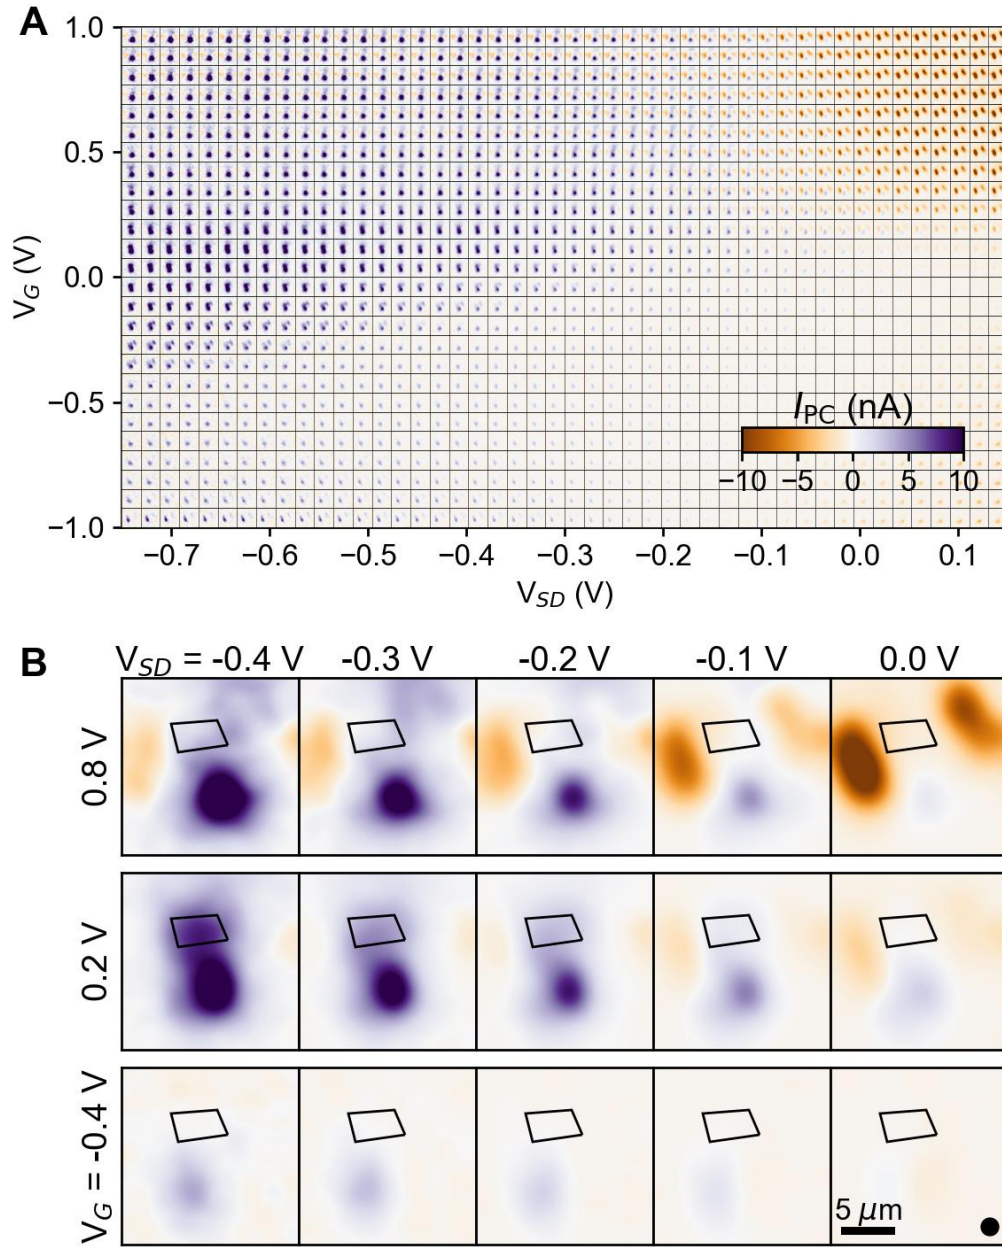 A
1.0
0.5
0.0
−0.5
−1.0
V_G (V)
I_PC (nA)
−10 −5 0 5 10
−0.7 −0.6 −0.5 −0.4 −0.3 −0.2 −0.1 0.0 0.1
V_SD (V)
B
V_SD = -0.4 V -0.3 V -0.2 V -0.1 V 0.0 V
0.8 V
0.2 V
V_G = -0.4 V
5 μm